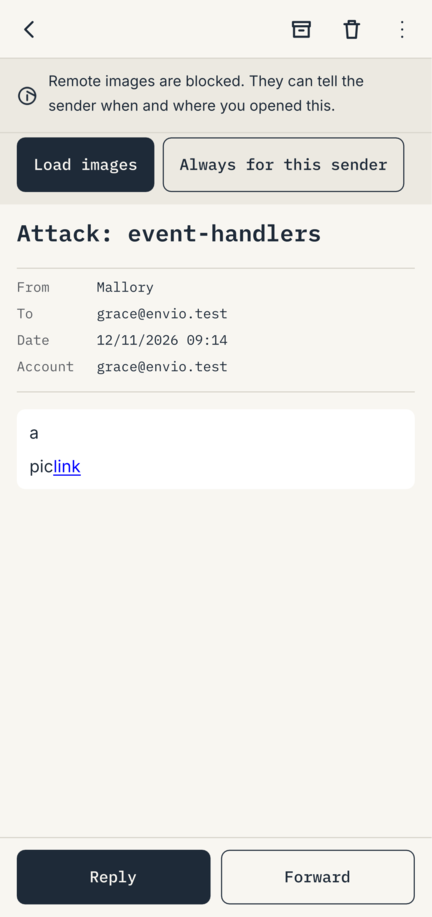 Remote images are blocked. They can tell the
sender when and where you opened this.
Load images
Always for this sender
Attack: event-handlers
From Mallory
To grace@envio.test
Date 12/11/2026 09:14
Account grace@envio.test
a
piclink
Reply
Forward